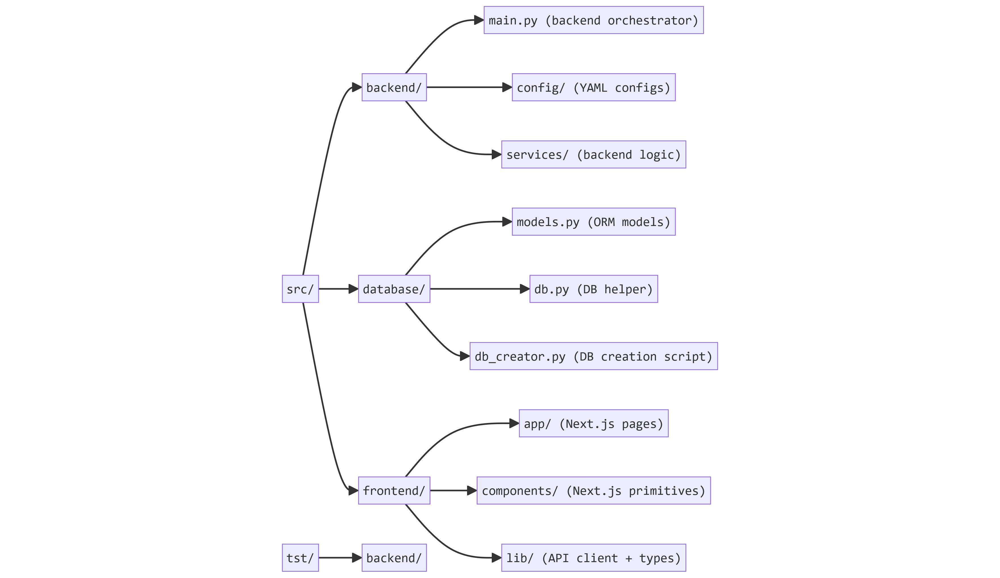 main.py (backend orchestrator)
backend/
config/ (YAML configs)
services/ (backend logic)
models.py (ORM models)
src/
database/
db.py (DB helper)
db_creator.py (DB creation script)
app/ (Next.js pages)
frontend/
components/ (Next.js primitives)
tst/
backend/
lib/ (API client + types)